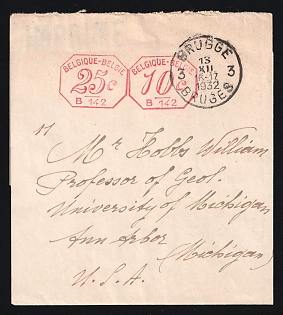 BELGIQUE-BELGIE BELGIQUE-BELGIE
25c 10c
B 142 B 142
BRUGGE
13
XII
3 3
-17
1932
BRUGES
Mr Hobbs William
Professor of Geol.
University of Michigan
Ann Arbor
(Michigan)
U.S.A.